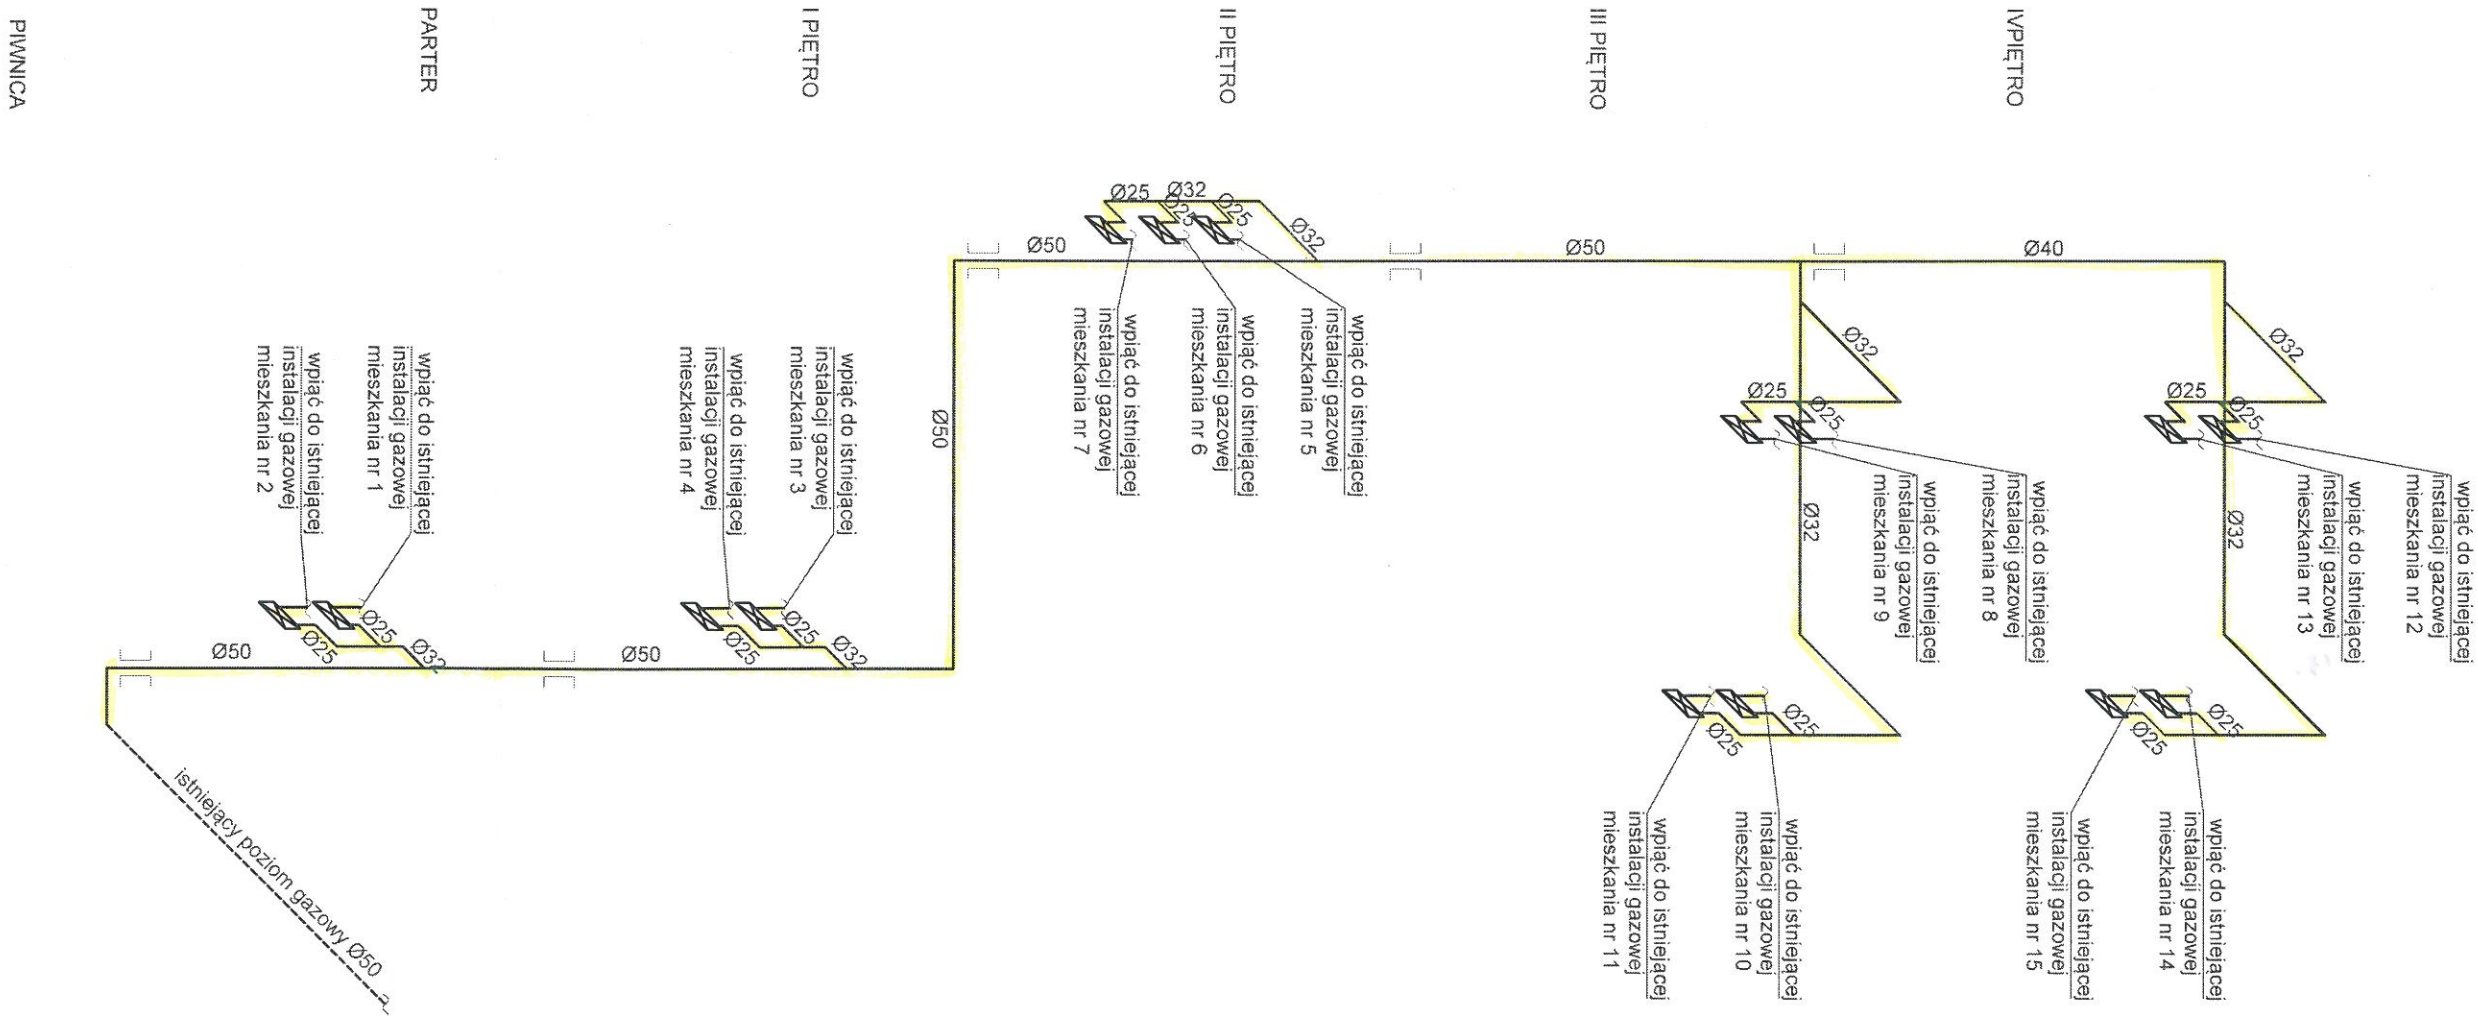 IVPIĘTRO
Ø40
Ø32
Ø25
Ø25
Ø32
Ø25
Ø25
wpiąć do istniejącej
instalacji gazowej
mieszkania nr 12
wpiąć do istniejącej
instalacji gazowej
mieszkania nr 13
wpiąć do istniejącej
instalacji gazowej
mieszkania nr 14
wpiąć do istniejącej
instalacji gazowej
mieszkania nr 15
III PIĘTRO
Ø50
Ø32
Ø25
Ø25
Ø32
Ø25
Ø25
wpiąć do istniejącej
instalacji gazowej
mieszkania nr 8
wpiąć do istniejącej
instalacji gazowej
mieszkania nr 9
wpiąć do istniejącej
instalacji gazowej
mieszkania nr 10
wpiąć do istniejącej
instalacji gazowej
mieszkania nr 11
II PIĘTRO
Ø32
Ø25
Ø32
Ø25
Ø25
Ø50
wpiąć do istniejącej
instalacji gazowej
mieszkania nr 5
wpiąć do istniejącej
instalacji gazowej
mieszkania nr 6
wpiąć do istniejącej
instalacji gazowej
mieszkania nr 7
I PIĘTRO
Ø50
wpiąć do istniejącej
instalacji gazowej
mieszkania nr 3
wpiąć do istniejącej
instalacji gazowej
mieszkania nr 4
Ø32
Ø25
Ø25
Ø50
PARTER
wpiąć do istniejącej
instalacji gazowej
mieszkania nr 1
wpiąć do istniejącej
instalacji gazowej
mieszkania nr 2
Ø32
Ø25
Ø25
Ø50
PIWNICA
istniejący poziom gazowy Ø50